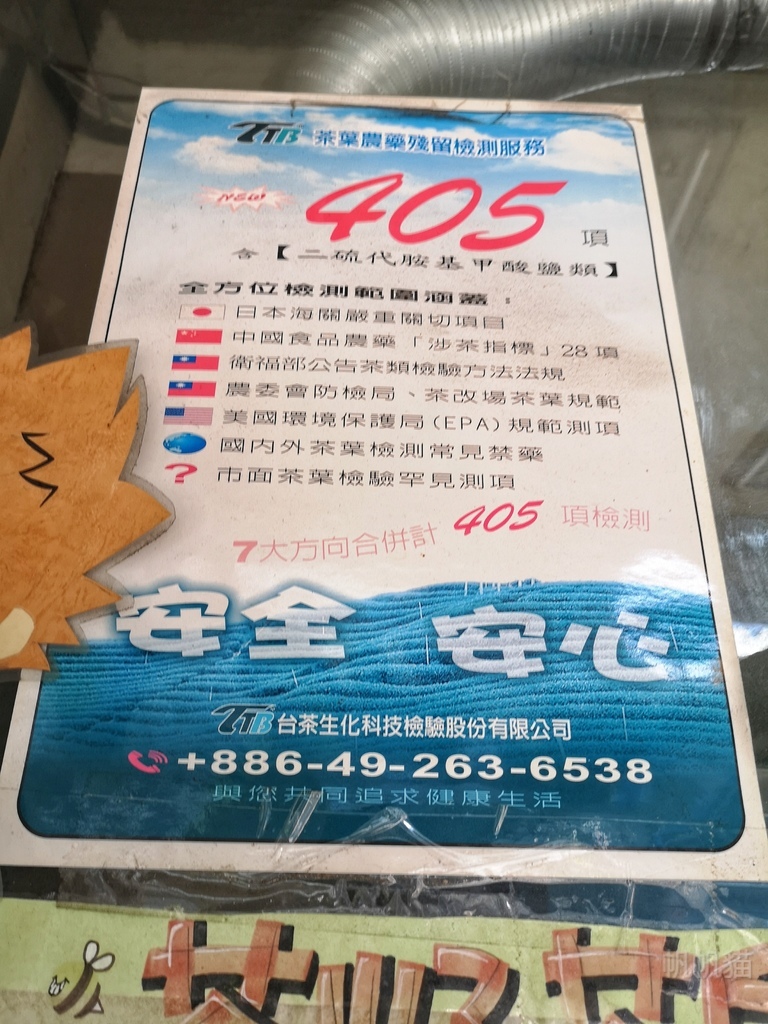 TTB 茶葉農藥殘留檢測服務
NEW 405 項
含【二硫代胺基甲酸鹽類】
全方位檢測範圍涵蓋：
日本海關嚴重關切項目
中國食品農藥「涉茶指標」28 項
衛福部公告茶類檢驗方法法規
農委會防檢局、茶改場茶葉規範
美國環境保護局(EPA)規範測項
國內外茶葉檢測常見禁藥
? 市面茶葉檢驗罕見測項
7大方向合併計 405 項檢測
安全 安心
TTB 台茶生化科技檢驗股份有限公司
+886-49-263-6538
與您共同追求健康生活
帆帆貓